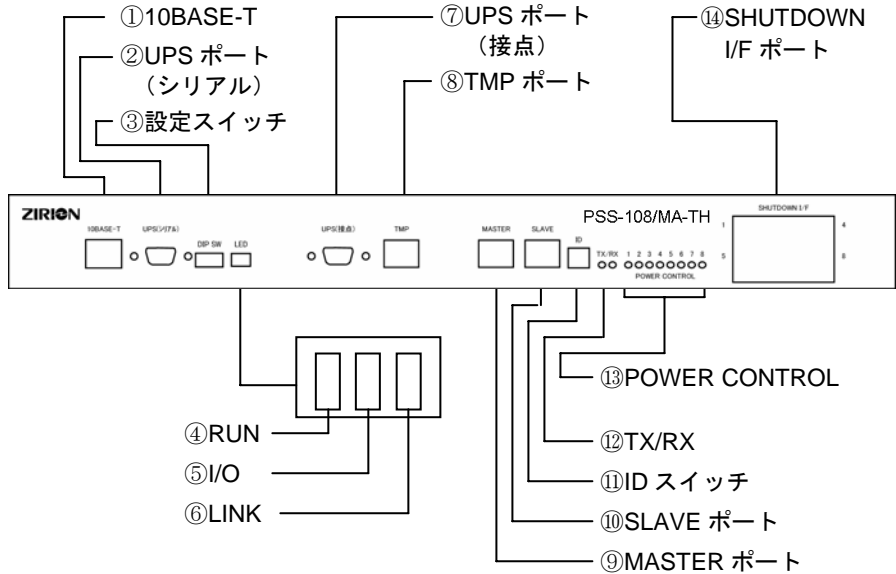 ①10BASE-T
②UPS ポート
（シリアル）
③設定スイッチ
⑦UPS ポート
（接点）
⑧TMP ポート
⑭SHUTDOWN
I/F ポート
ZIRION
10BASE-T
UPS(ｼﾘｱﾙ)
DIP SW
LED
UPS(接点)
TMP
MASTER
SLAVE
PSS-108/MA-TH
ID
TX/RX
1 2 3 4 5 6 7 8
POWER CONTROL
SHUTDOWN I/F
1
4
5
8
④RUN
⑤I/O
⑥LINK
⑬POWER CONTROL
⑫TX/RX
⑪ID スイッチ
⑩SLAVE ポート
⑨MASTER ポート